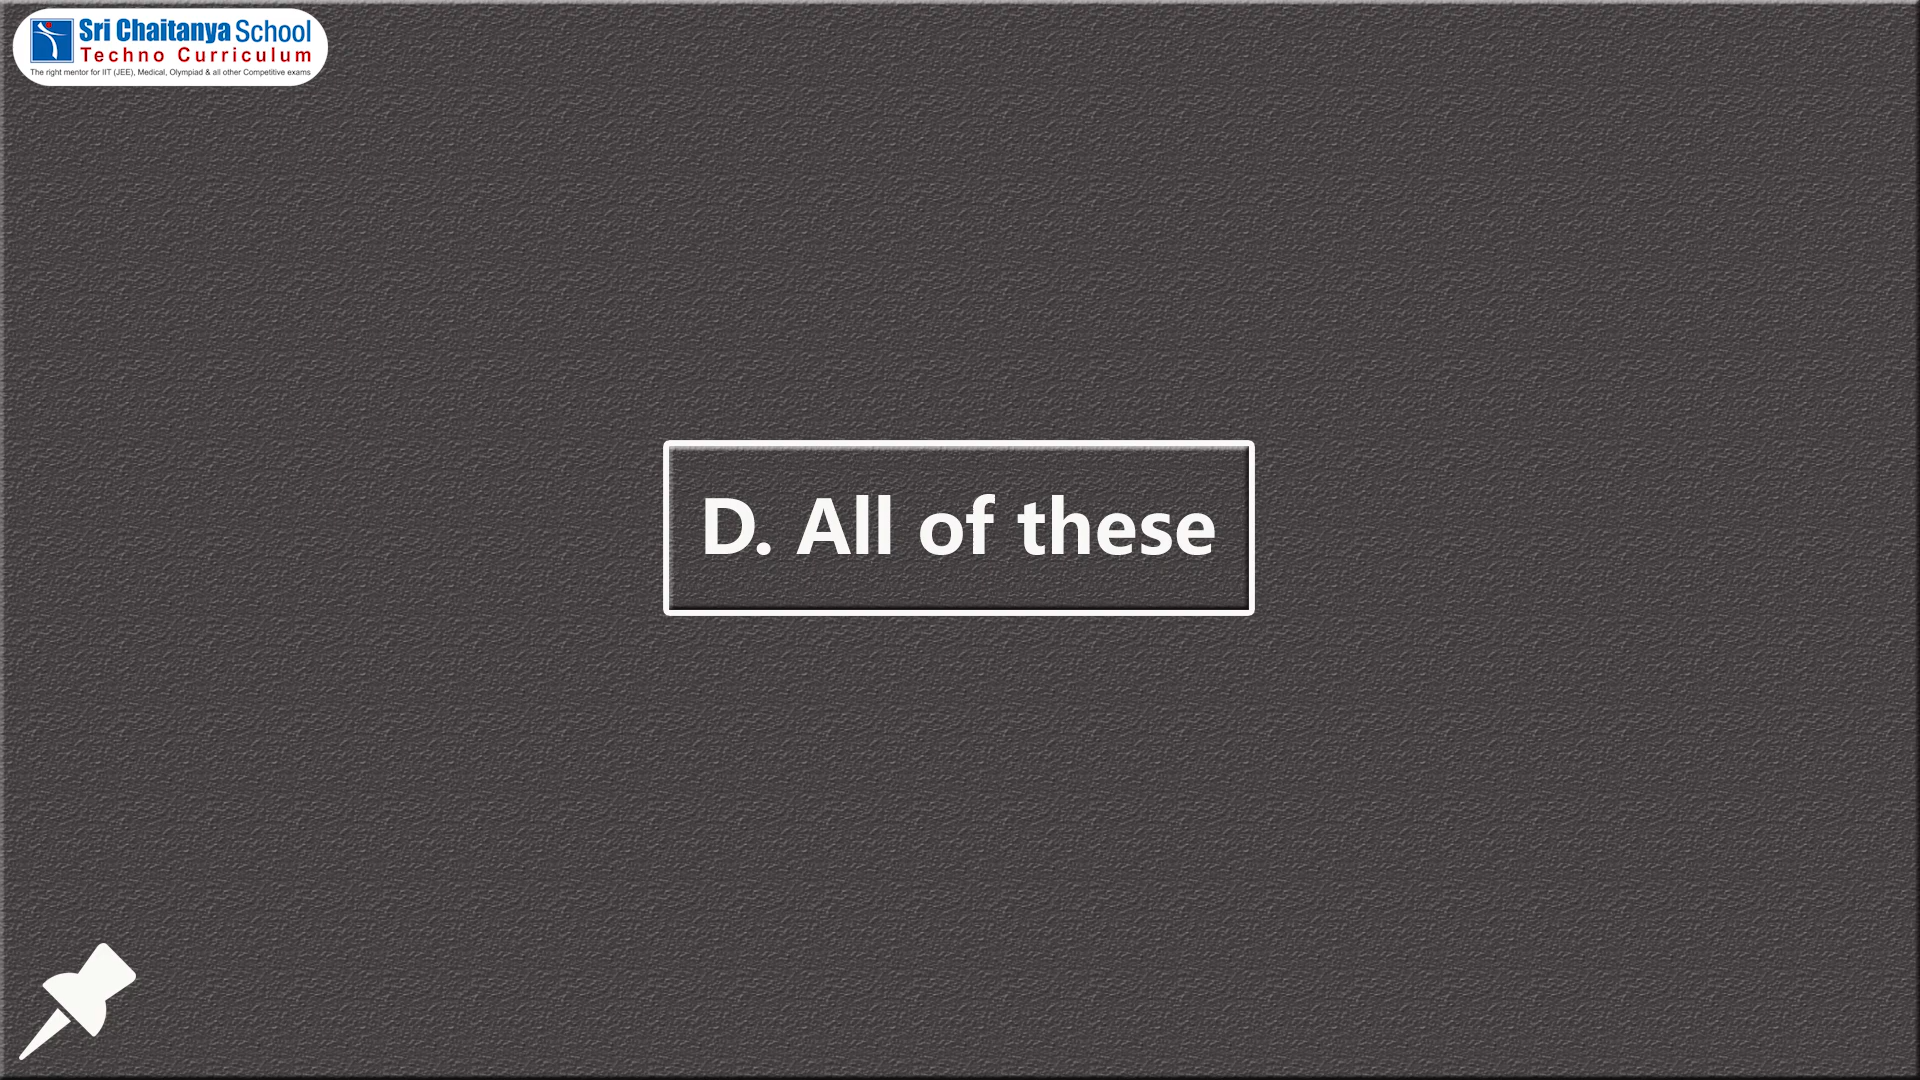 Sri Chaitanya School
Techno Curriculum
The right mentor for IIT (JEE), Medical, Olympiad & all other Competitive exams
D. All of these